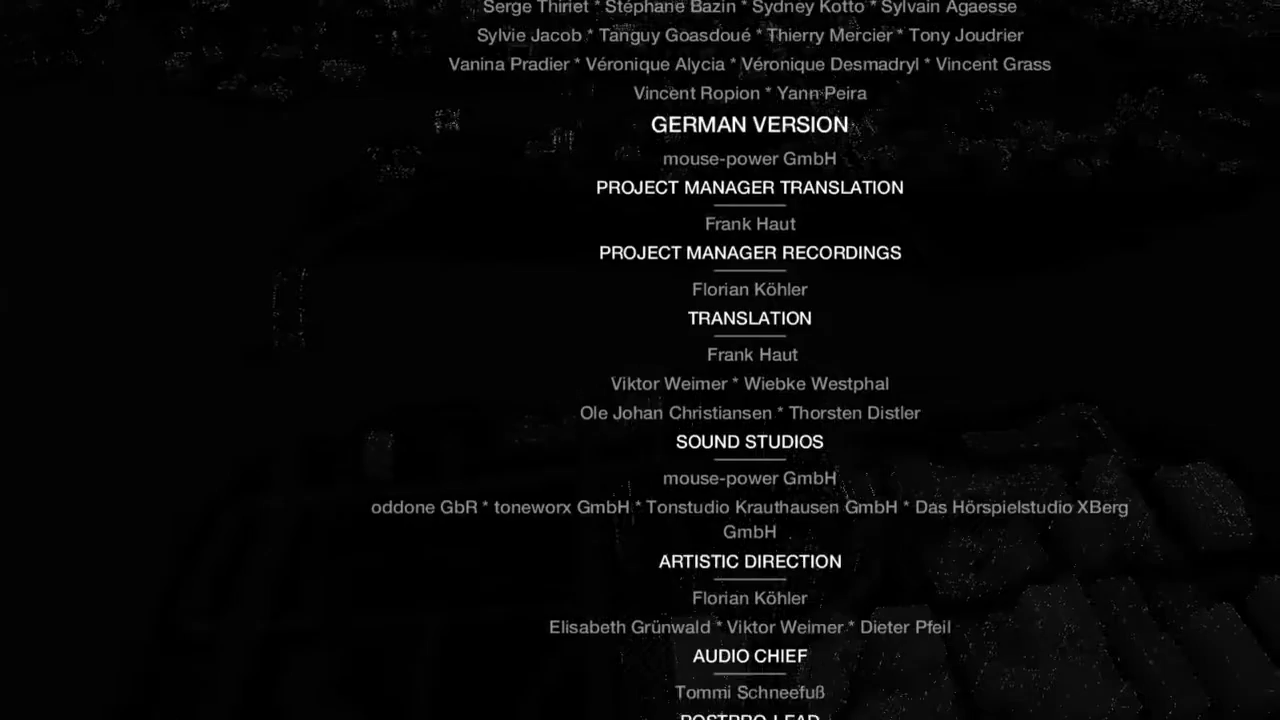 Serge Thiriet * Stéphane Bazin * Sydney Kotto * Sylvain Agaesse
Sylvie Jacob * Tanguy Goasdoué * Thierry Mercier * Tony Joudrier
Vanina Pradier * Véronique Alycia * Véronique Desmadryl * Vincent Grass
Vincent Ropion * Yann Peira
GERMAN VERSION
mouse-power GmbH
PROJECT MANAGER TRANSLATION
Frank Haut
PROJECT MANAGER RECORDINGS
Florian Köhler
TRANSLATION
Frank Haut
Viktor Weimer * Wiebke Westphal
Ole Johan Christiansen * Thorsten Distler
SOUND STUDIOS
mouse-power GmbH
oddone GbR * toneworx GmbH * Tonstudio Krauthausen GmbH * Das Hörspielstudio XBerg
GmbH
ARTISTIC DIRECTION
Florian Köhler
Elisabeth Grünwald * Viktor Weimer * Dieter Pfeil
AUDIO CHIEF
Tommi Schneefuß
POSTPRO LEAD